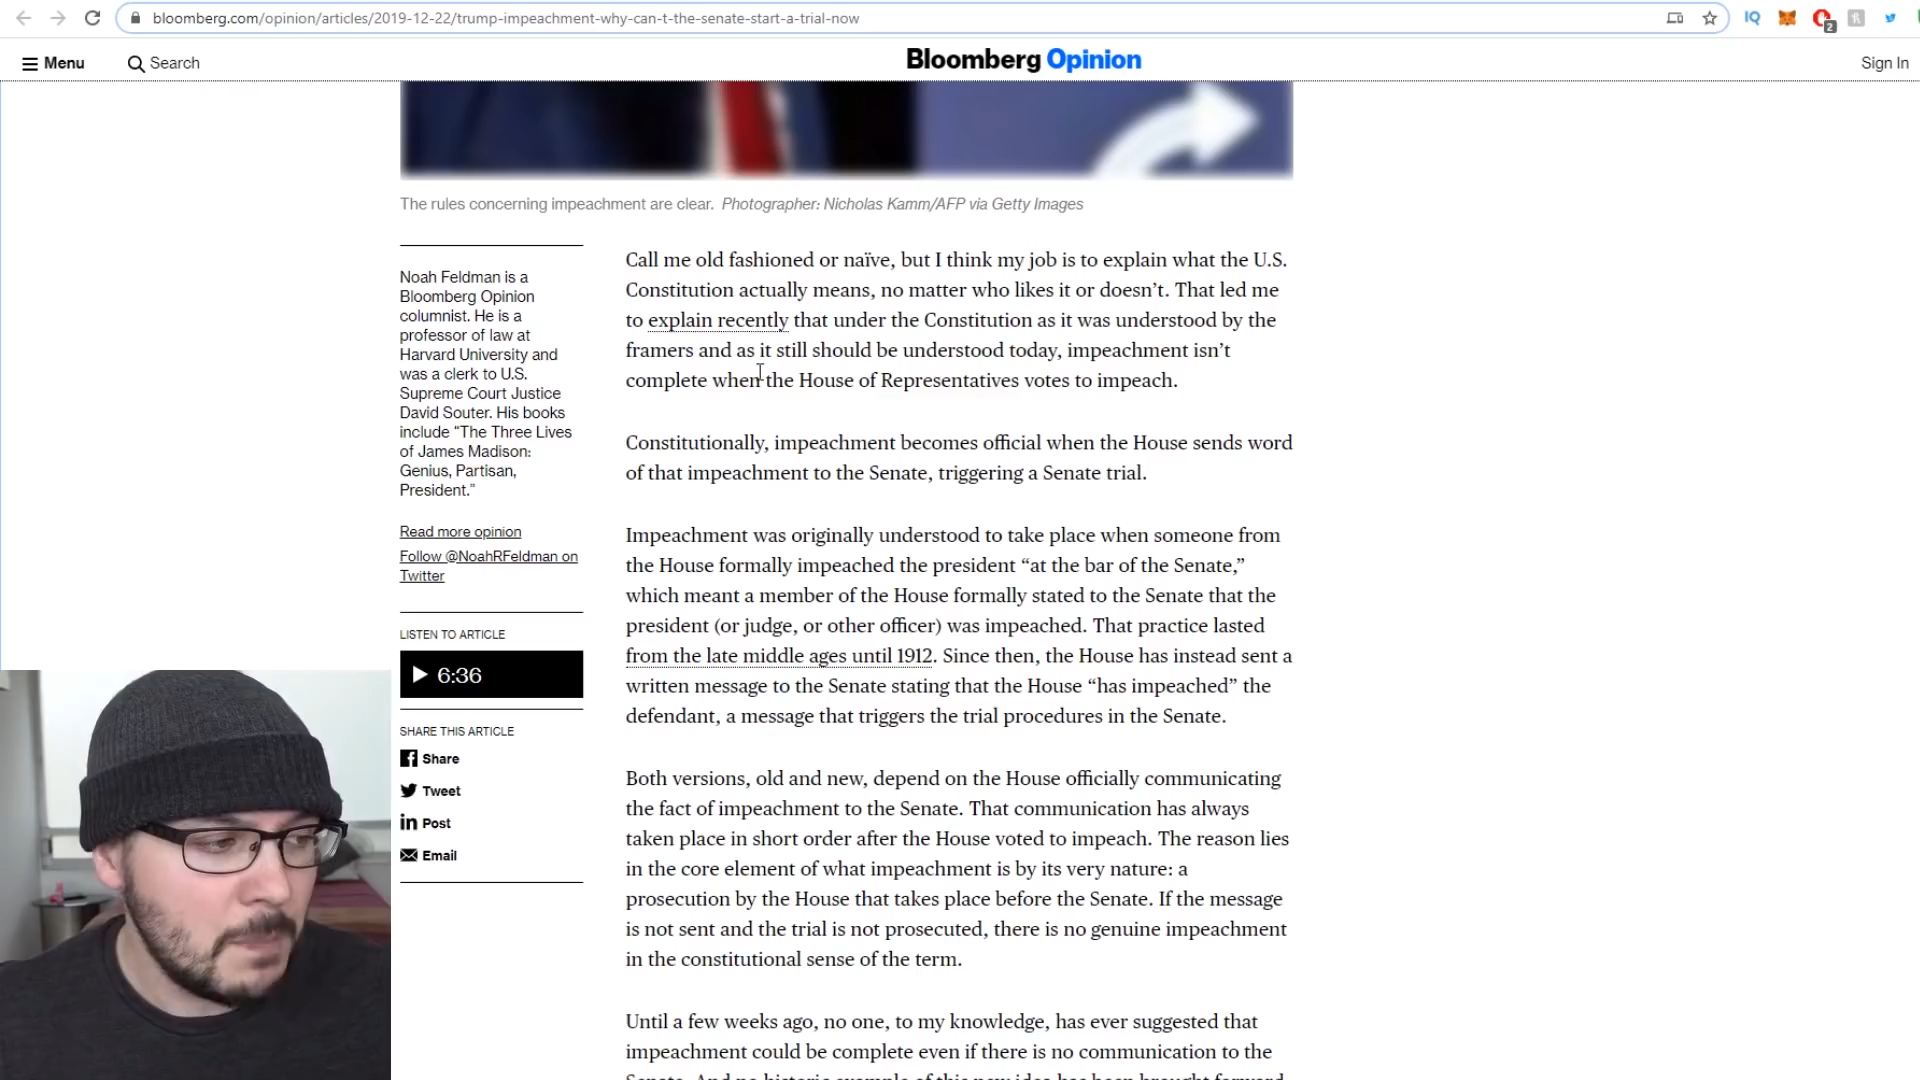 bloomberg.com/opinion/articles/2019-12-22/trump-impeachment-why-can-t-the-senate-start-a-trial-now
IQ
2
Menu
Search
Bloomberg Opinion
Sign In
The rules concerning impeachment are clear. Photographer: Nicholas Kamm/AFP via Getty Images
Noah Feldman is a
Bloomberg Opinion
columnist. He is a
professor of law at
Harvard University and
was a clerk to U.S.
Supreme Court Justice
David Souter. His books
include “The Three Lives
of James Madison:
Genius, Partisan,
President.”
Read more opinion
Follow @NoahRFeldman on
Twitter
LISTEN TO ARTICLE
6:36
SHARE THIS ARTICLE
Share
Tweet
Post
Email
Call me old fashioned or naïve, but I think my job is to explain what the U.S.
Constitution actually means, no matter who likes it or doesn’t. That led me
to explain recently that under the Constitution as it was understood by the
framers and as it still should be understood today, impeachment isn’t
complete when the House of Representatives votes to impeach.
Constitutionally, impeachment becomes official when the House sends word
of that impeachment to the Senate, triggering a Senate trial.
Impeachment was originally understood to take place when someone from
the House formally impeached the president “at the bar of the Senate,”
which meant a member of the House formally stated to the Senate that the
president (or judge, or other officer) was impeached. That practice lasted
from the late middle ages until 1912. Since then, the House has instead sent a
written message to the Senate stating that the House “has impeached” the
defendant, a message that triggers the trial procedures in the Senate.
Both versions, old and new, depend on the House officially communicating
the fact of impeachment to the Senate. That communication has always
taken place in short order after the House voted to impeach. The reason lies
in the core element of what impeachment is by its very nature: a
prosecution by the House that takes place before the Senate. If the message
is not sent and the trial is not prosecuted, there is no genuine impeachment
in the constitutional sense of the term.
Until a few weeks ago, no one, to my knowledge, has ever suggested that
impeachment could be complete even if there is no communication to the
Senate. And no historic example of this new idea has been brought forward